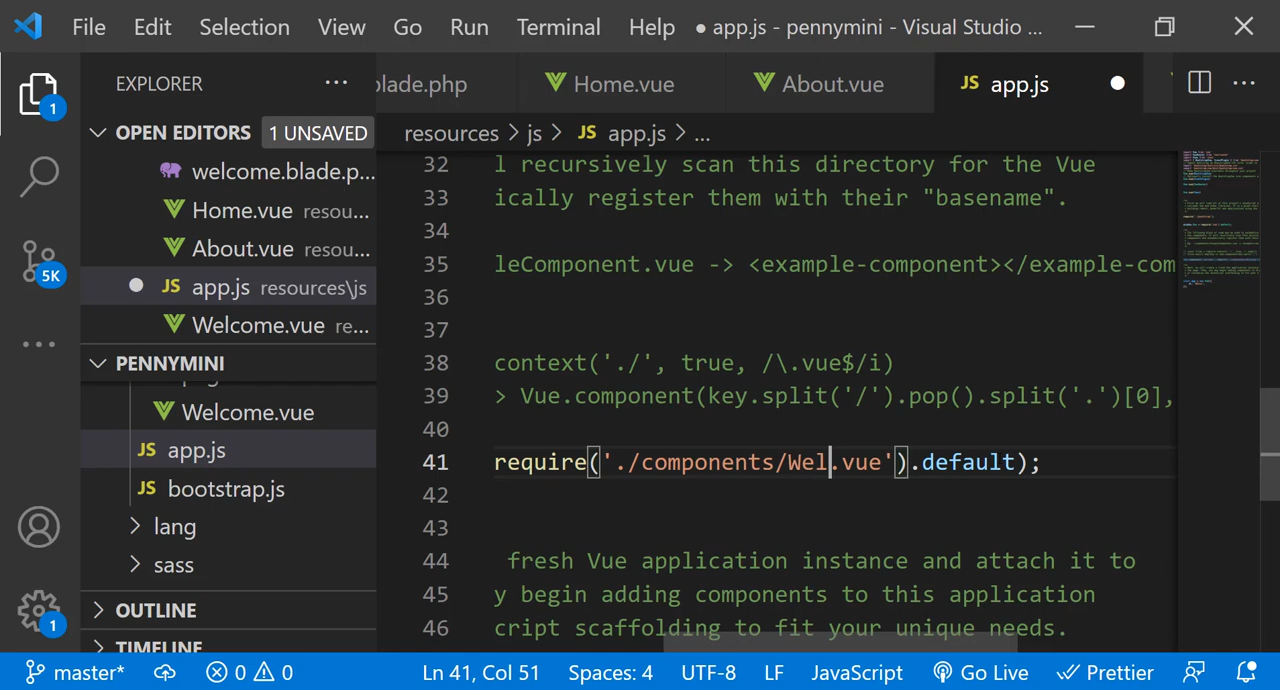 File Edit Selection View Go Run Terminal Help ● app.js - pennymini - Visual Studio ...
EXPLORER ...
1
OPEN EDITORS 1 UNSAVED
welcome.blade.p...
Home.vue resou...
About.vue resou...
5K
● JS app.js resources\js
Welcome.vue re...
PENNYMINI
Welcome.vue
JS app.js
JS bootstrap.js
lang
sass
OUTLINE
1
TIMELINE
blade.php Home.vue About.vue JS app.js ●
resources > js > JS app.js > ...
32 l recursively scan this directory for the Vue
33 ically register them with their "basename".
34
35 leComponent.vue -> <example-component></example-com
36
37
38 context('./', true, /\.vue$/i)
39 > Vue.component(key.split('/').pop().split('.')[0],
40
41 require('./components/Wel.vue').default);
42
43
44 fresh Vue application instance and attach it to
45 y begin adding components to this application
46 cript scaffolding to fit your unique needs.
master* 0 0 Ln 41, Col 51 Spaces: 4 UTF-8 LF JavaScript Go Live Prettier